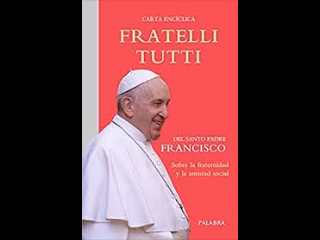 CARTA ENCÍCLICA
FRATELLI
TUTTI
DEL SANTO PADRE
FRANCISCO
Sobre la fraternidad
y la amistad social
PALABRA